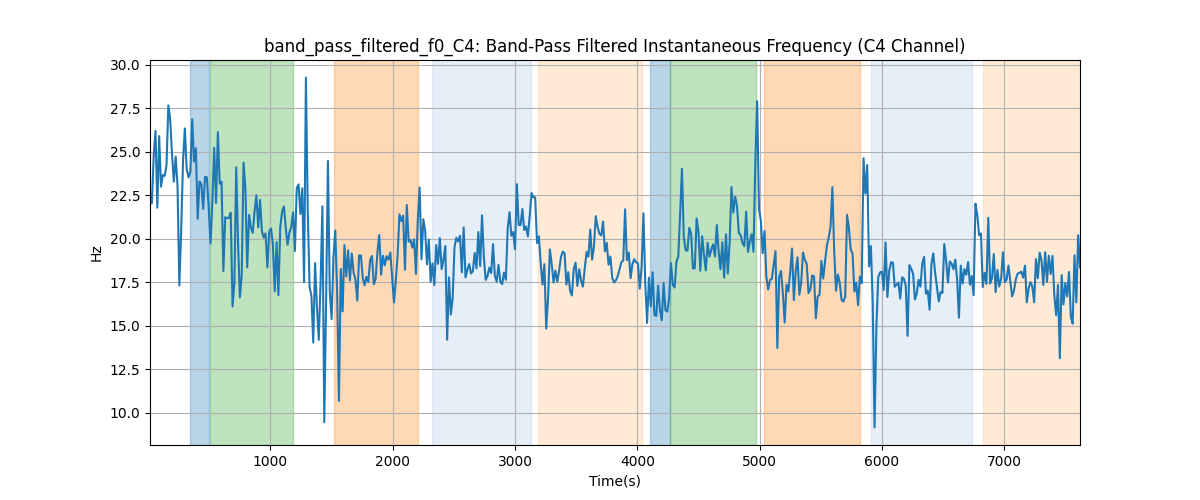 band_pass_filtered_f0_C4: Band-Pass Filtered Instantaneous Frequency (C4 Channel)
30.0
27.5
25.0
22.5
20.0
17.5
15.0
12.5
10.0
Hz
1000 2000 3000 4000 5000 6000 7000
Time(s)